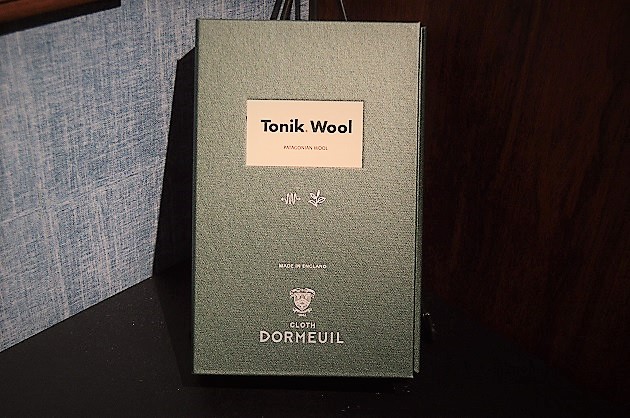 Tonik. Wool
PATAGONIAN WOOL
MADE IN ENGLAND
CLOTH
DORMEUIL